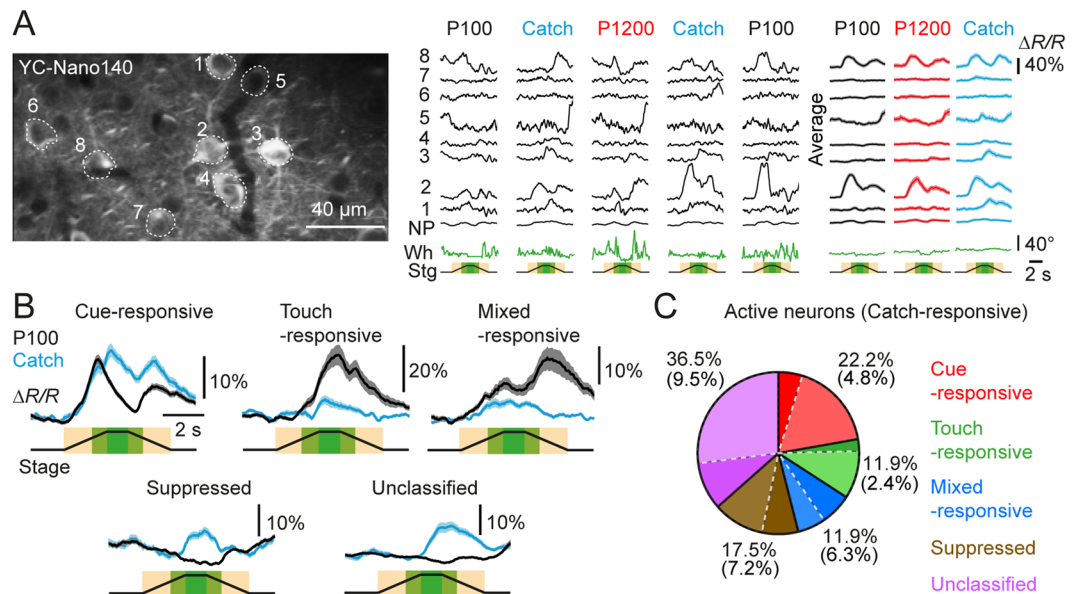 A
YC-Nano140
1
5
6
2
3
8
4
7
40 µm
P100
Catch
P1200
Catch
P100
P100
P1200
Catch
ΔR/R
40%
8
7
6
5
4
3
2
1
NP
Wh
Stg
Average
40°
2 s
B
Cue-responsive
P100
Catch
ΔR/R
10%
2 s
Touch
-responsive
20%
Mixed
-responsive
10%
Stage
Suppressed
10%
Unclassified
10%
C
Active neurons (Catch-responsive)
36.5%
(9.5%)
22.2%
(4.8%)
11.9%
(2.4%)
11.9%
(6.3%)
17.5%
(7.2%)
Cue
-responsive
Touch
-responsive
Mixed
-responsive
Suppressed
Unclassified